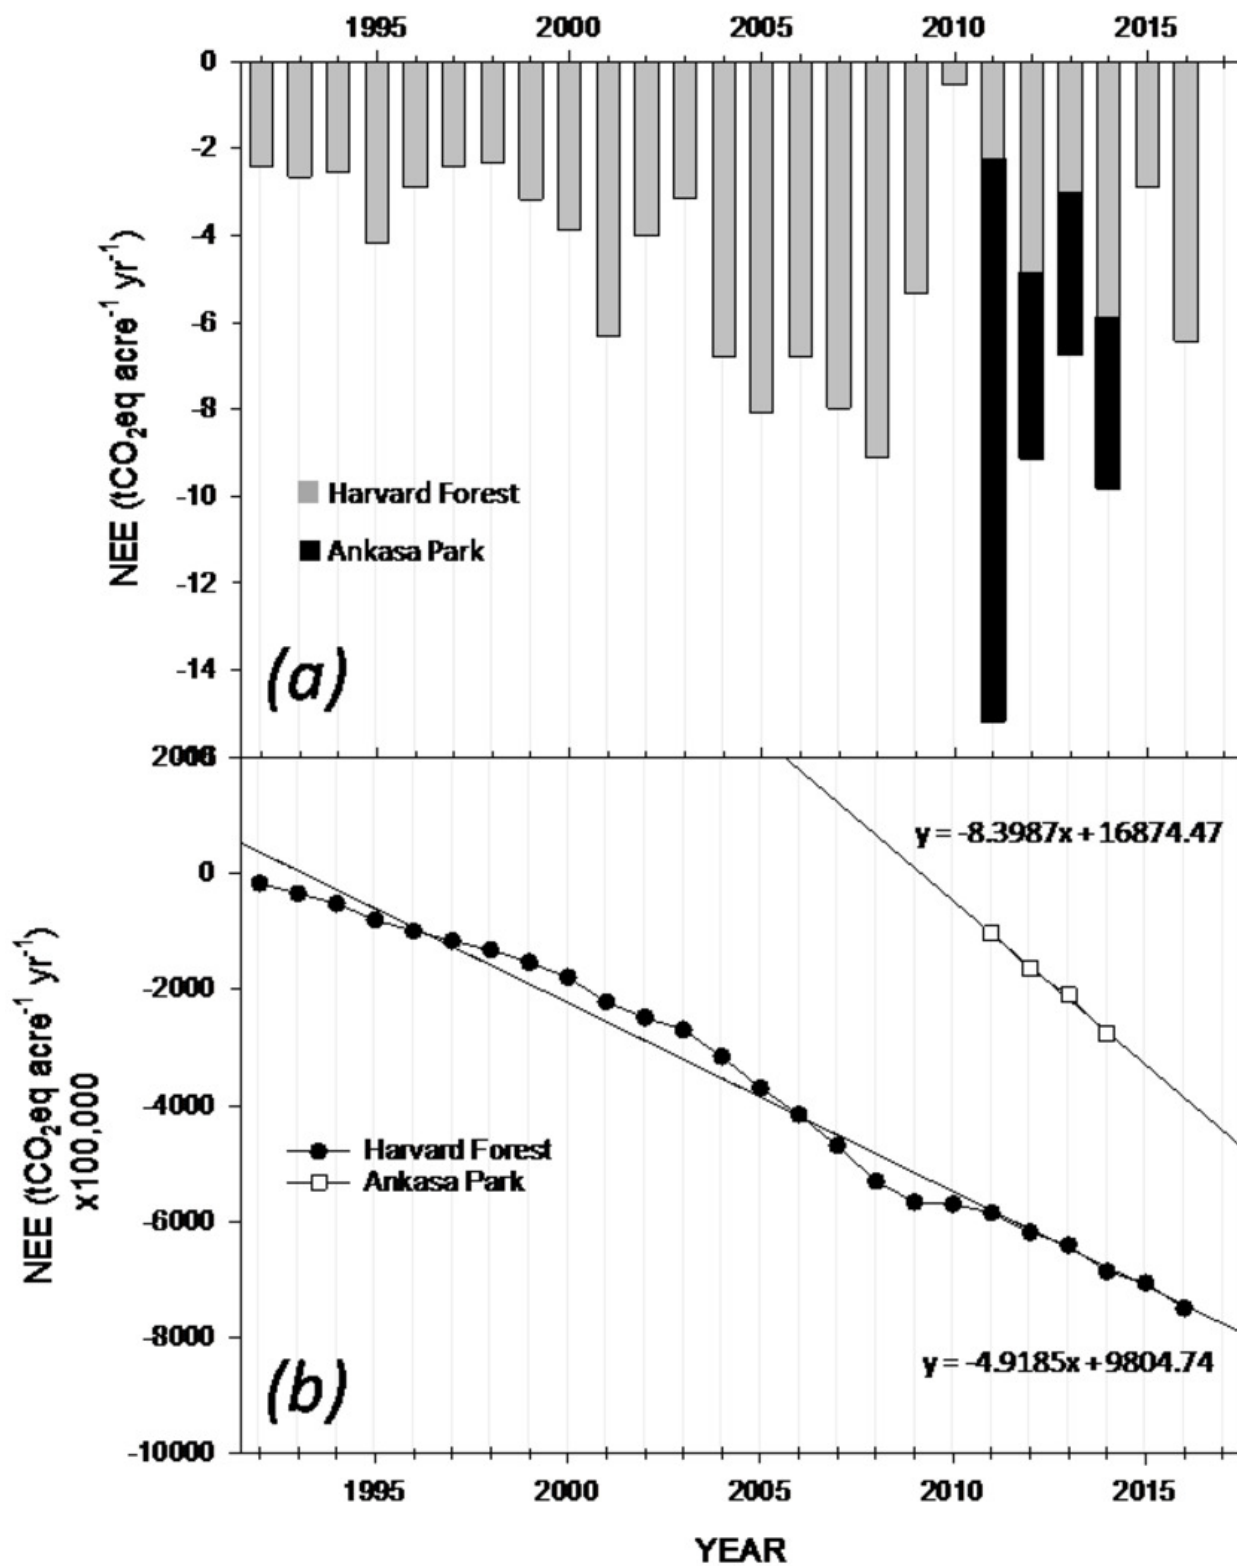 1995 2000 2005 2010 2015
0
-2
-4
-6
-8
-10
-12
-14
NEE (tCO₂eq acre⁻¹ yr⁻¹)
Harvard Forest
Ankasa Park
(a)
2000
0
-2000
-4000
-6000
-8000
-10000
NEE (tCO₂eq acre⁻¹ yr⁻¹)
x100,000
y = -8.3987x + 16874.47
Harvard Forest
Ankasa Park
y = -4.9185x + 9804.74
(b)
1995 2000 2005 2010 2015
YEAR